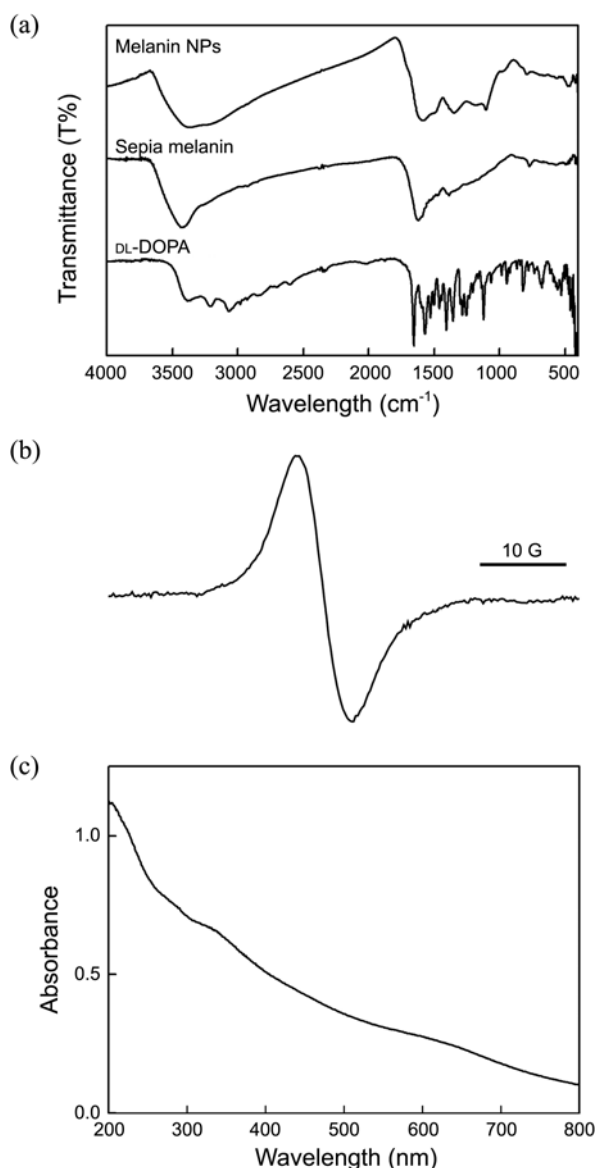 (a)
Melanin NPs
Sepia melanin
DL-DOPA
Transmittance (T%)
4000 3500 3000 2500 2000 1500 1000 500
Wavelength (cm⁻¹)
(b)
10 G
(c)
1.0
0.5
0.0
Absorbance
200 300 400 500 600 700 800
Wavelength (nm)